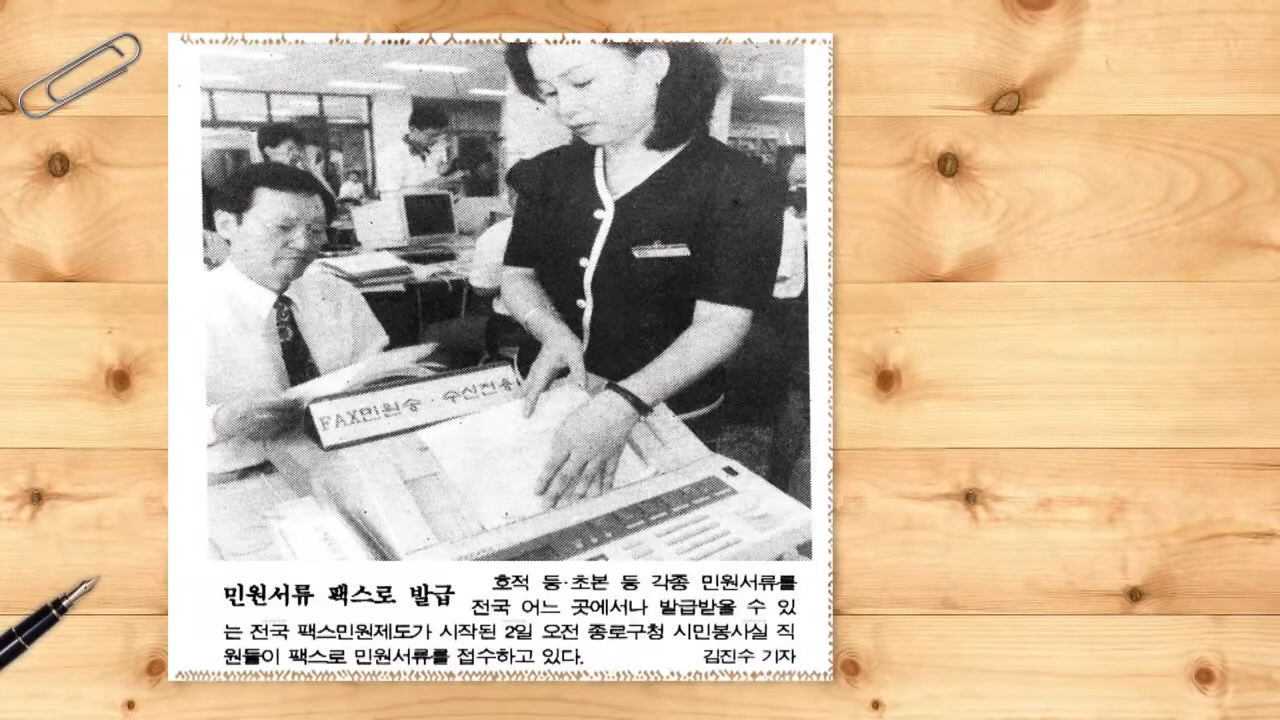 FAX민원송·수신전용
민원서류 팩스로 발급
호적 등·초본 등 각종 민원서류를
전국 어느 곳에서나 발급받을 수 있
는 전국 팩스민원제도가 시작된 2일 오전 종로구청 시민봉사실 직
원들이 팩스로 민원서류를 접수하고 있다.
김진수 기자